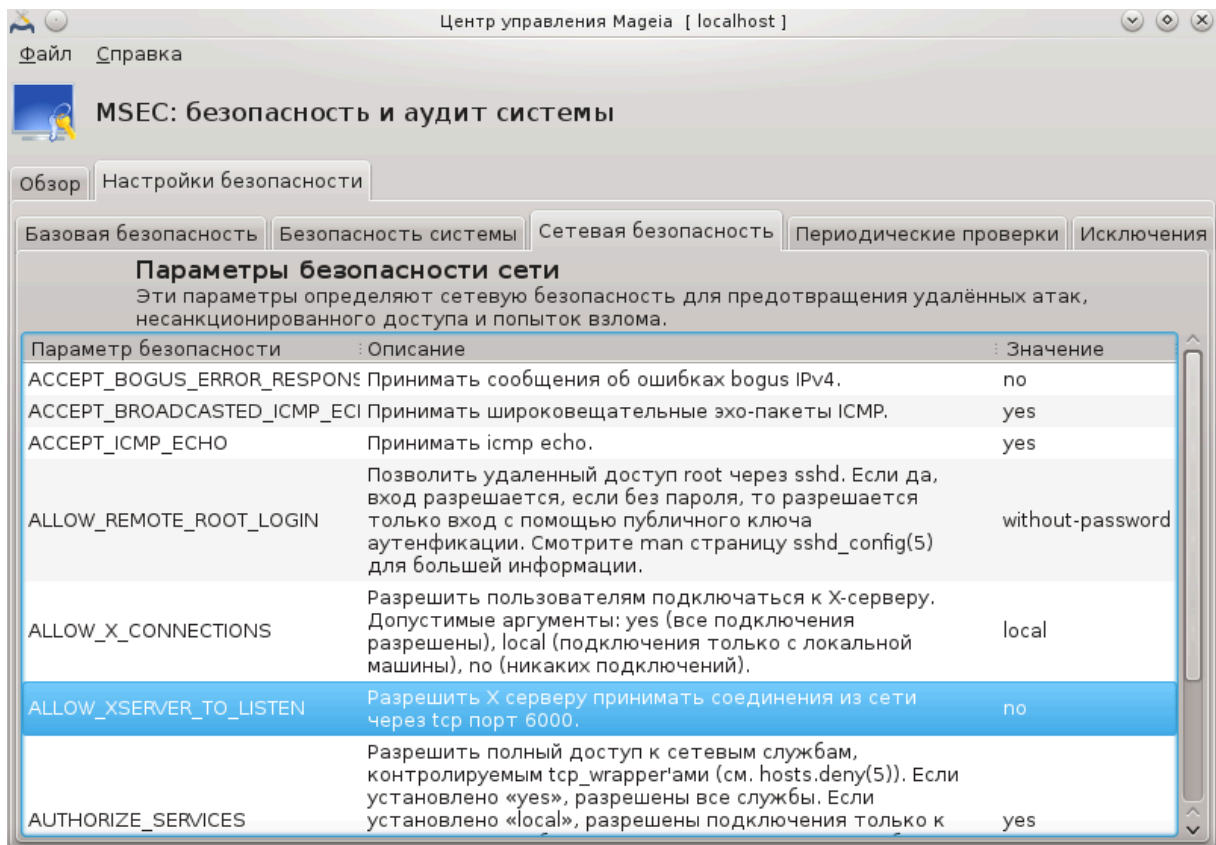 Центр управления Mageia [ localhost ]
Файл Справка
MSEC: безопасность и аудит системы
Обзор Настройки безопасности
Базовая безопасность Безопасность системы Сетевая безопасность Периодические проверки Исключения
Параметры безопасности сети
Эти параметры определяют сетевую безопасность для предотвращения удалённых атак,
несанкционированного доступа и попыток взлома.
Параметр безопасности Описание Значение
ACCEPT_BOGUS_ERROR_RESPONS Принимать сообщения об ошибках bogus IPv4. no
ACCEPT_BROADCASTED_ICMP_ECI Принимать широковещательные эхо-пакеты ICMP. yes
ACCEPT_ICMP_ECHO Принимать icmp echo. yes
Позволить удаленный доступ root через sshd. Если да,
вход разрешается, если без пароля, то разрешается
ALLOW_REMOTE_ROOT_LOGIN только вход с помощью публичного ключа without-password
аутенфикации. Смотрите man страницу sshd_config(5)
для большей информации.
Разрешить пользователям подключаться к X-серверу.
Допустимые аргументы: yes (все подключения
ALLOW_X_CONNECTIONS разрешены), local (подключения только с локальной local
машины), no (никаких подключений).
Разрешить X серверу принимать соединения из сети
ALLOW_XSERVER_TO_LISTEN через tcp порт 6000. no
Разрешить полный доступ к сетевым службам,
контролируемым tcp_wrapper'ами (см. hosts.deny(5)). Если
установлено «yes», разрешены все службы. Если
AUTHORIZE_SERVICES установлено «local», разрешены подключения только к yes